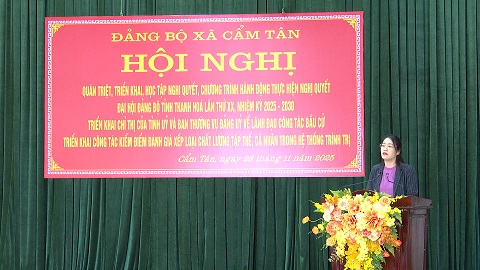 ĐẢNG BỘ XÃ CẨM TÂN
HỘI NGHỊ
QUÁN TRIỆT, TRIỂN KHAI, HỌC TẬP NGHỊ QUYẾT, CHƯƠNG TRÌNH HÀNH ĐỘNG THỰC HIỆN NGHỊ QUYẾT
ĐẠI HỘI ĐẢNG BỘ TỈNH THANH HOÁ LẦN THỨ XX, NHIỆM KỲ 2025 - 2030
TRIỂN KHAI CHỈ THỊ CỦA TỈNH UỶ VÀ BAN THƯỜNG VỤ ĐẢNG UỶ VỀ LÃNH ĐẠO CÔNG TÁC BẦU CỬ
TRIỂN KHAI CÔNG TÁC KIỂM ĐIỂM ĐÁNH GIÁ XẾP LOẠI CHẤT LƯỢNG TẬP THỂ, CÁ NHÂN TRONG HỆ THỐNG CHÍNH TRỊ
Cẩm Tân, ngày 28 tháng 11 năm 2025